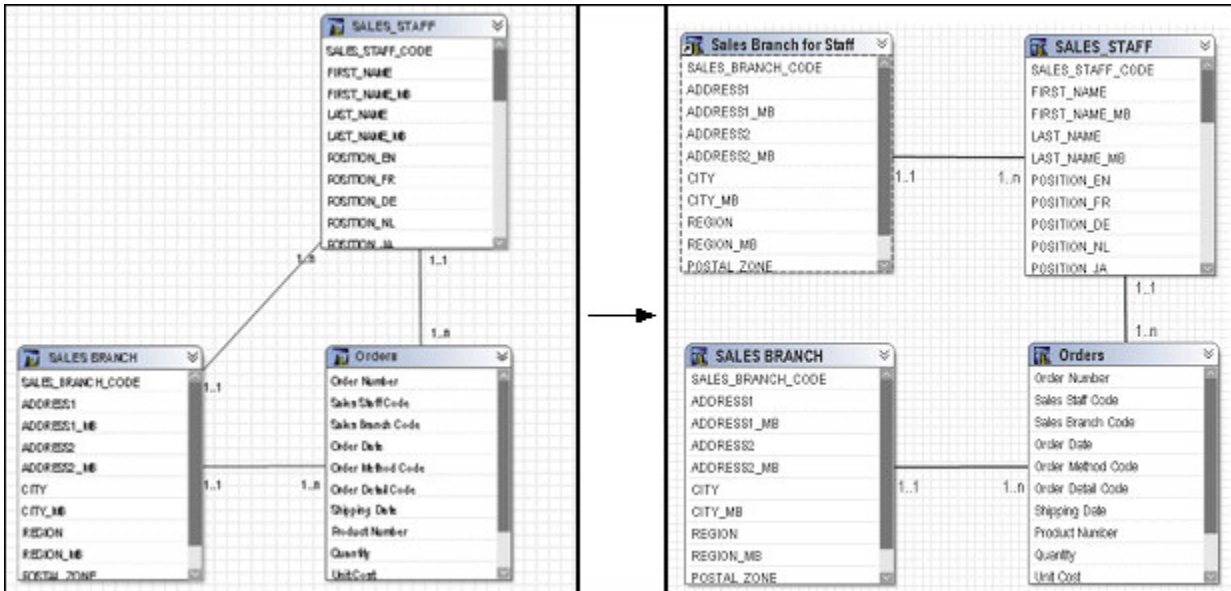 SALES_STAFF
SALES_STAFF_CODE
FIRST_NAME
FIRST_NAME_MB
LAST_NAME
LAST_NAME_MB
POSITION_EN
POSITION_FR
POSITION_DE
POSITION_NL
POSITION_JA
1..n
1..1
1..n
SALES BRANCH
SALES_BRANCH_CODE
ADDRESS1
ADDRESS1_MB
ADDRESS2
ADDRESS2_MB
CITY
CITY_MB
REGION
REGION_MB
POSTAL_ZONE
1..1
1..1
1..n
Orders
Order Number
Sales Staff Code
Sales Branch Code
Order Date
Order Method Code
Order Detail Code
Shipping Date
Product Number
Quantity
Unit Cost
Sales Branch for Staff
SALES_BRANCH_CODE
ADDRESS1
ADDRESS1_MB
ADDRESS2
ADDRESS2_MB
CITY
CITY_MB
REGION
REGION_MB
POSTAL_ZONE
1..1
1..n
SALES_STAFF
SALES_STAFF_CODE
FIRST_NAME
FIRST_NAME_MB
LAST_NAME
LAST_NAME_MB
POSITION_EN
POSITION_FR
POSITION_DE
POSITION_NL
POSITION_JA
1..1
1..n
SALES BRANCH
SALES_BRANCH_CODE
ADDRESS1
ADDRESS1_MB
ADDRESS2
ADDRESS2_MB
CITY
CITY_MB
REGION
REGION_MB
POSTAL_ZONE
1..1
1..n
Orders
Order Number
Sales Staff Code
Sales Branch Code
Order Date
Order Method Code
Order Detail Code
Shipping Date
Product Number
Quantity
Unit Cost